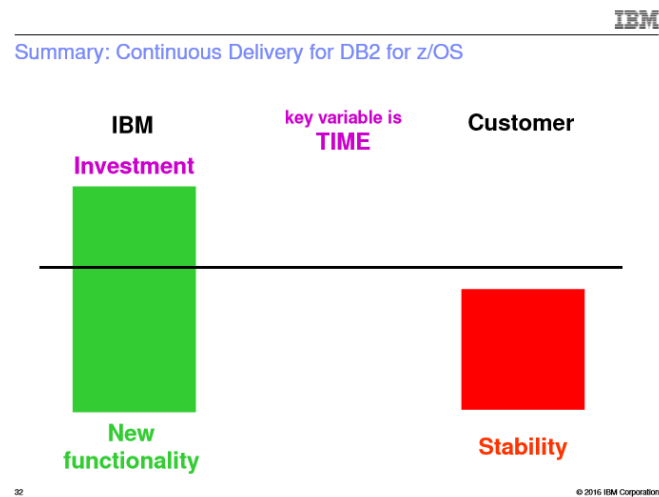 IBM
Summary: Continuous Delivery for DB2 for z/OS
IBM
key variable is
TIME
Customer
Investment
New
functionality
Stability
32
© 2016 IBM Corporation